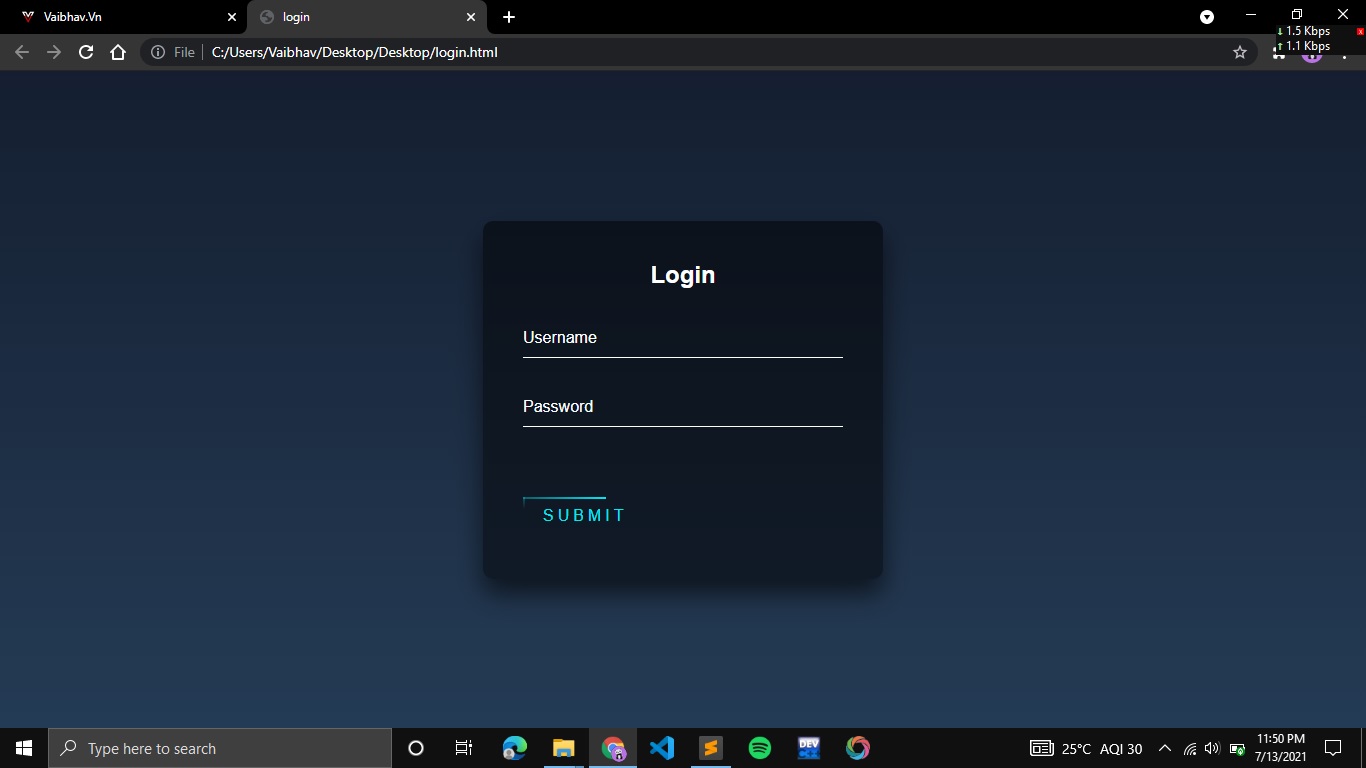 Vaibhav.Vn
login
1.5 Kbps
1.1 Kbps
File
C:/Users/Vaibhav/Desktop/Desktop/login.html
Login
Username
Password
SUBMIT
Type here to search
DEV
25°C AQI 30
11:50 PM
7/13/2021